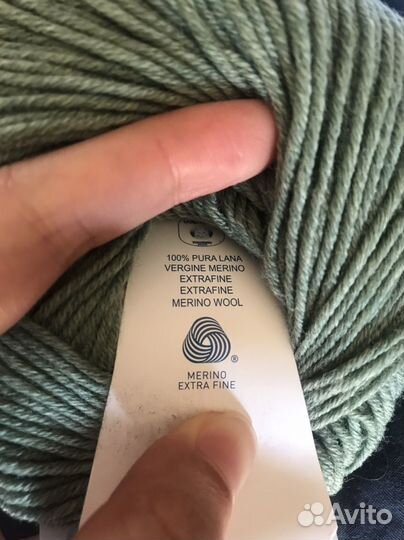 100% PURA LANA
VERGINE MERINO
EXTRAFINE
EXTRAFINE
MERINO WOOL
®
MERINO
EXTRA FINE
Avito